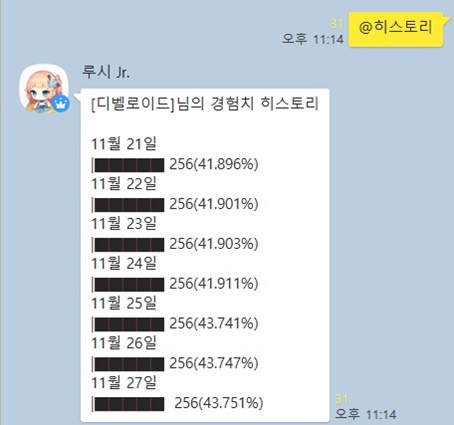 31
오후 11:14
@히스토리
루시 Jr.
[디벨로이드]님의 경험치 히스토리
11월 21일
256(41.896%)
11월 22일
256(41.901%)
11월 23일
256(41.903%)
11월 24일
256(41.911%)
11월 25일
256(43.741%)
11월 26일
256(43.747%)
11월 27일
256(43.751%)
31
오후 11:14